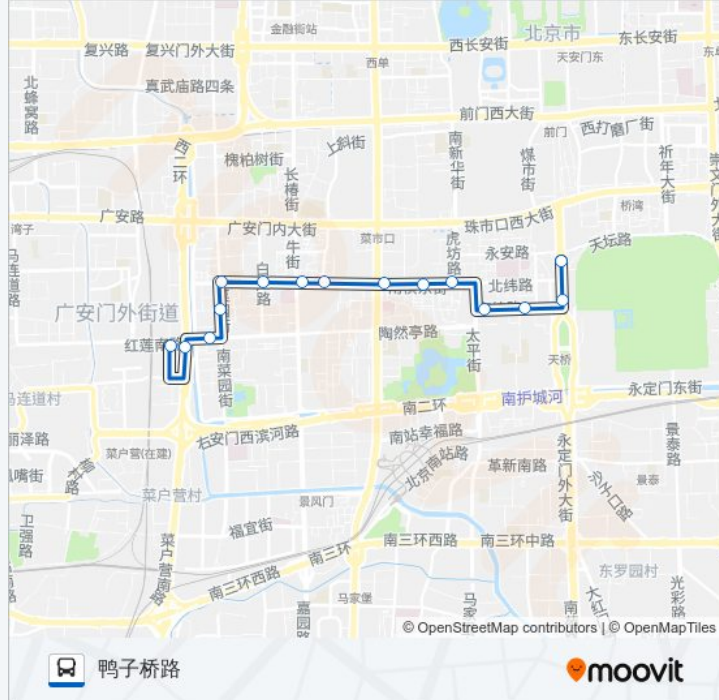 金融街站
西长安街
北京市
东长安街
复兴路
复兴门外大街
西单
天安门东
北蜂窝路
真武庙路四条
前门西大街
西二环
上斜街
南新华街
煤市街
前门
西打磨厂街
祈年大街
槐柏树街
长椿街
广安路
湾子
广安门内大街
菜市口
珠市口西大街
桥湾
牛街
虎坊路
永安路
天坛路
北纬路
广安门外街道
红莲南
陶然亭路
太平街
天桥
南菜园街
南护城河
永定门东街
南二环
右安门西滨河路
南站幸福路
北京南站路
革新南路
永定门外大街
景泰路
景泰
沙子口路
菜户营(在建)
菜户营村
景风门
福宜街
卫强路
菜户营南路
南三环西路
南三环
南三环西路
南三环中路
东罗园村
马家堡
嘉园路
光彩路
© OpenStreetMap contributors | © OpenMapTiles
鸭子桥路
moovit